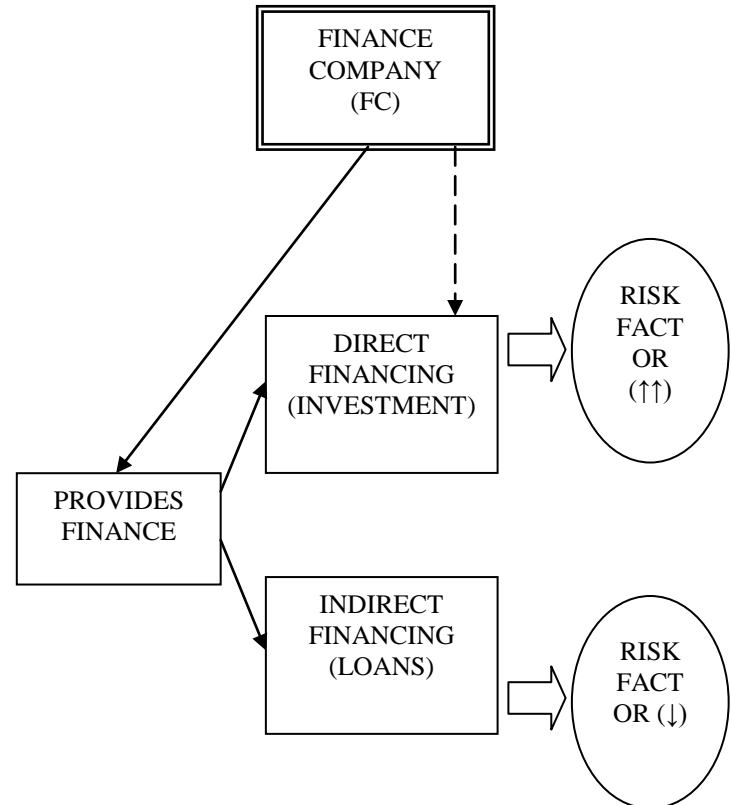 FINANCE
COMPANY
(FC)
DIRECT
FINANCING
(INVESTMENT)
RISK
FACT
OR
(↑↑)
PROVIDES
FINANCE
INDIRECT
FINANCING
(LOANS)
RISK
FACT
OR (↓)